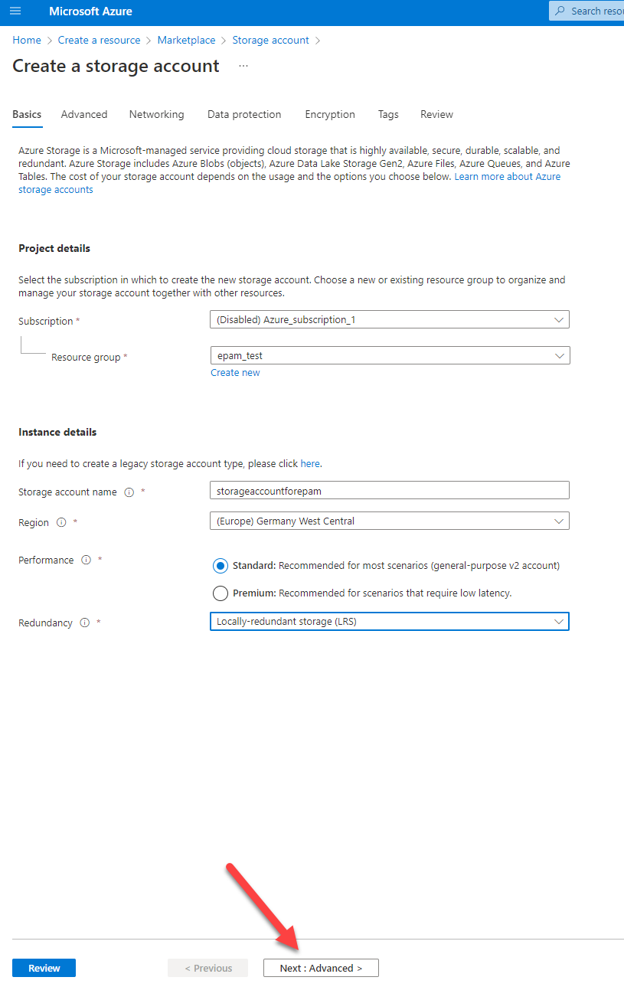 Microsoft Azure
Search resou
Home > Create a resource > Marketplace > Storage account >
Create a storage account ...
Basics Advanced Networking Data protection Encryption Tags Review
Azure Storage is a Microsoft-managed service providing cloud storage that is highly available, secure, durable, scalable, and
redundant. Azure Storage includes Azure Blobs (objects), Azure Data Lake Storage Gen2, Azure Files, Azure Queues, and Azure
Tables. The cost of your storage account depends on the usage and the options you choose below. Learn more about Azure
storage accounts
Project details
Select the subscription in which to create the new storage account. Choose a new or existing resource group to organize and
manage your storage account together with other resources.
Subscription *
(Disabled) Azure_subscription_1
Resource group *
epam_test
Create new
Instance details
If you need to create a legacy storage account type, please click here.
Storage account name *
storageaccountforepam
Region *
(Europe) Germany West Central
Performance *
Standard: Recommended for most scenarios (general-purpose v2 account)
Premium: Recommended for scenarios that require low latency.
Redundancy *
Locally-redundant storage (LRS)
Review
< Previous
Next : Advanced >